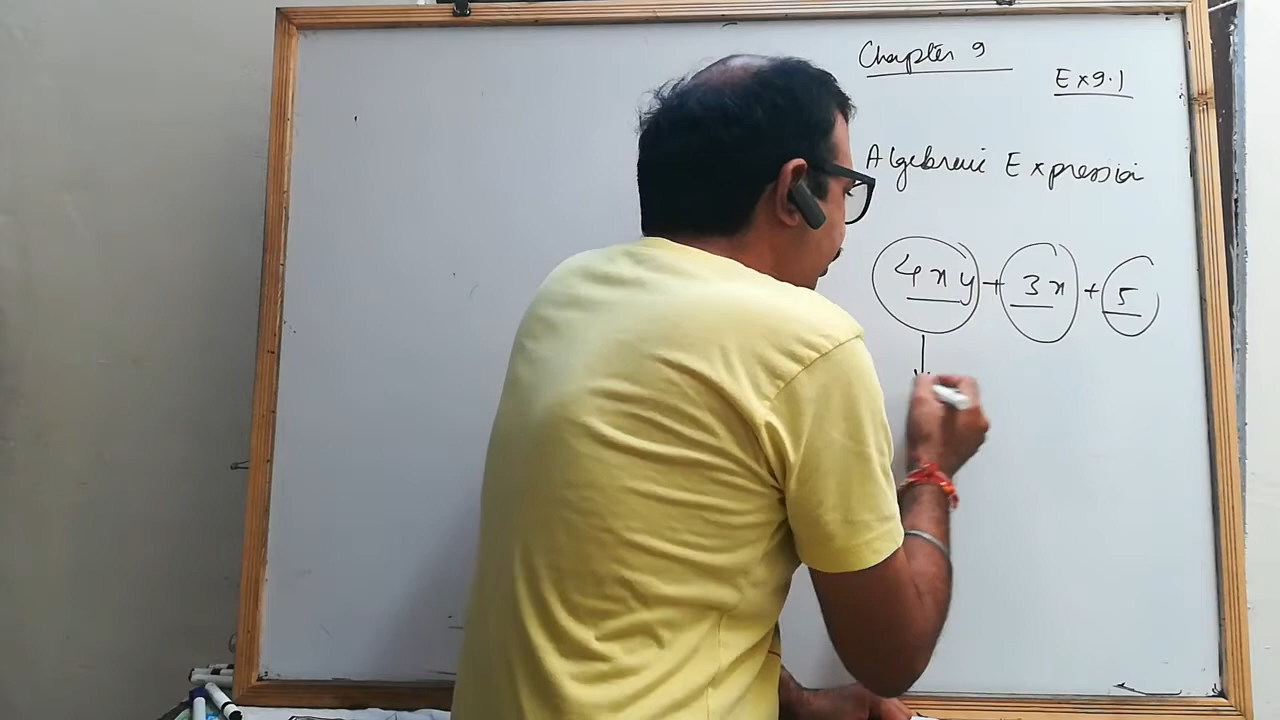 Chapter 9
Ex 9.1
Algebraic Expression
4xy + 3x + 5